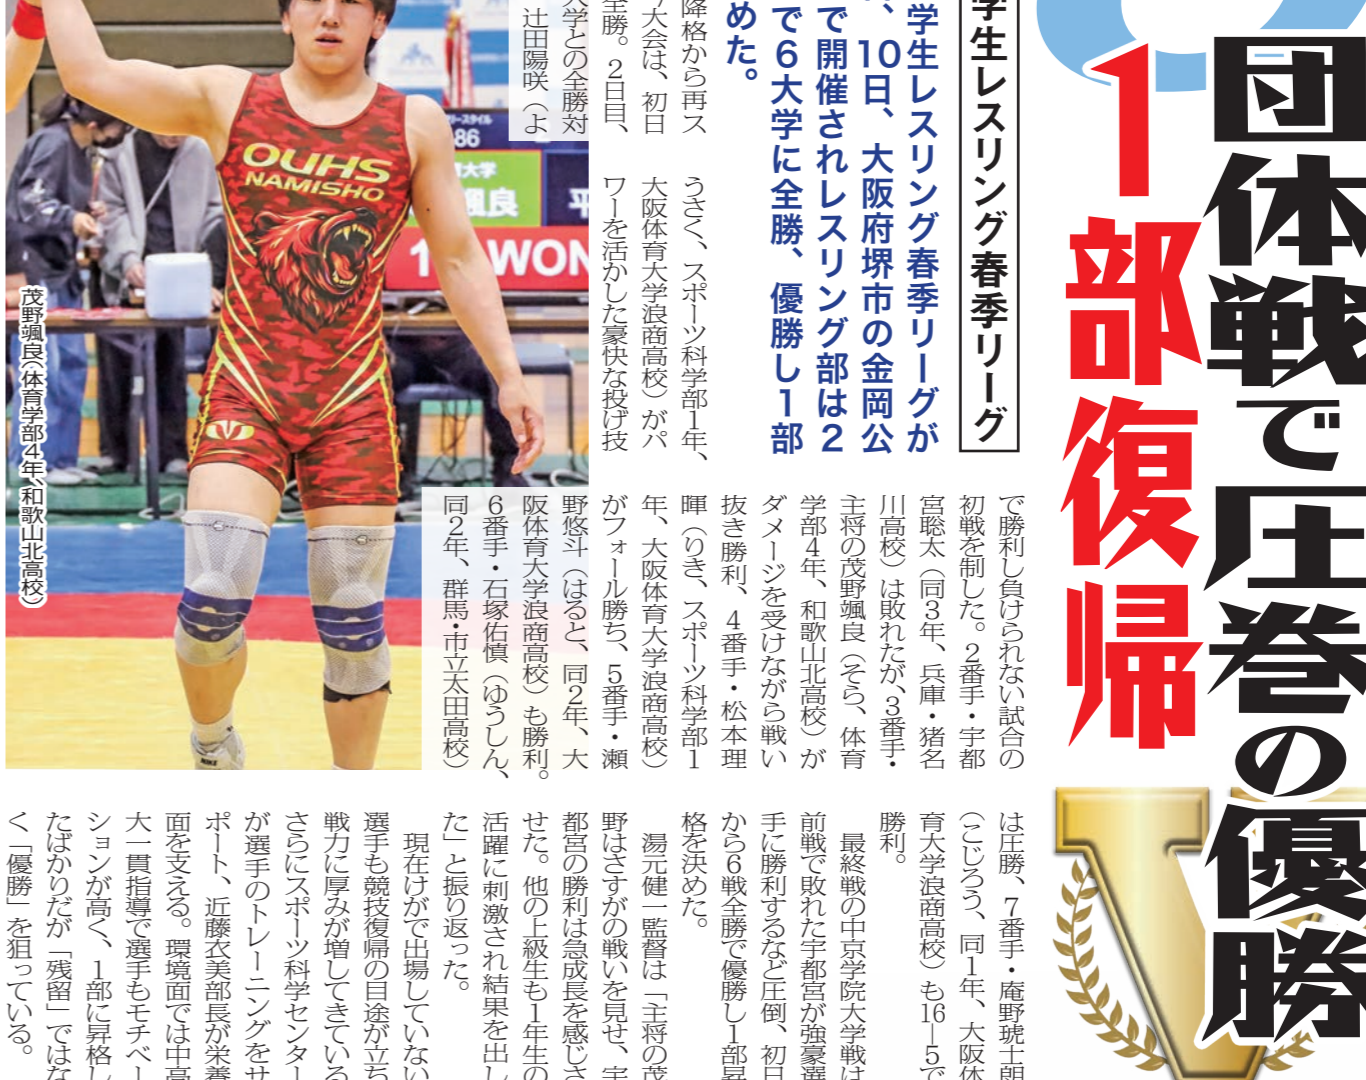 団体戦で圧巻の優勝
1部復帰
学生レスリング春季リーグ
学生レスリング春季リーグが
、10日、大阪府堺市の金岡公
で開催されレスリング部は2
で6大学に全勝、優勝し1部
めた。
降格から再ス
大会は、初日
全勝。2日目、
大学との全勝対
辻田陽咲（よ
うさく、スポーツ科学部1年、
大阪体育大学浪商高校）がパ
ワーを活かした豪快な投げ技
で勝利し負けられない試合の
初戦を制した。2番手・宇都
宮聡太（同3年、兵庫・猪名
川高校）は敗れたが、3番手・
主将の茂野颯良（そら、体育
学部4年、和歌山北高校）が
ダメージを受けながら戦い
抜き勝利、4番手・松本理
暉（りき、スポーツ科学部1
年、大阪体育大学浪商高校）
がフォール勝ち、5番手・瀬
野悠斗（はると、同2年、大
阪体育大学浪商高校）も勝利。
6番手・石塚佑慎（ゆうしん、
同2年、群馬・市立太田高校）
は圧勝、7番手・庵野琥士朗
（こじろう、同1年、大阪体
育大学浪商高校）も16―5で
勝利。
最終戦の中京学院大学戦は
前戦で敗れた宇都宮が強豪選
手に勝利するなど圧倒、初日
から6戦全勝で優勝し1部昇
格を決めた。
湯元健一監督は「主将の茂
野はさすがの戦いを見せ、宇
都宮の勝利は急成長を感じさ
せた。他の上級生も1年生の
活躍に刺激され結果を出し
た」と振り返った。
現在けがで出場していない
選手も競技復帰の目途が立ち
戦力に厚みが増してきている
さらにスポーツ科学センター
が選手のトレーニングをサ
ポート、近藤衣美部長が栄養
面を支える。環境面では中高
大一貫指導で選手もモチベー
ションが高く、1部に昇格し
たばかりだが「残留」ではな
く「優勝」を狙っている。
茂野颯良（体育学部4年、和歌山北高校）
OUHS
NAMISHO
リースタイル
86
大学
颯良
平
WON
NIKE